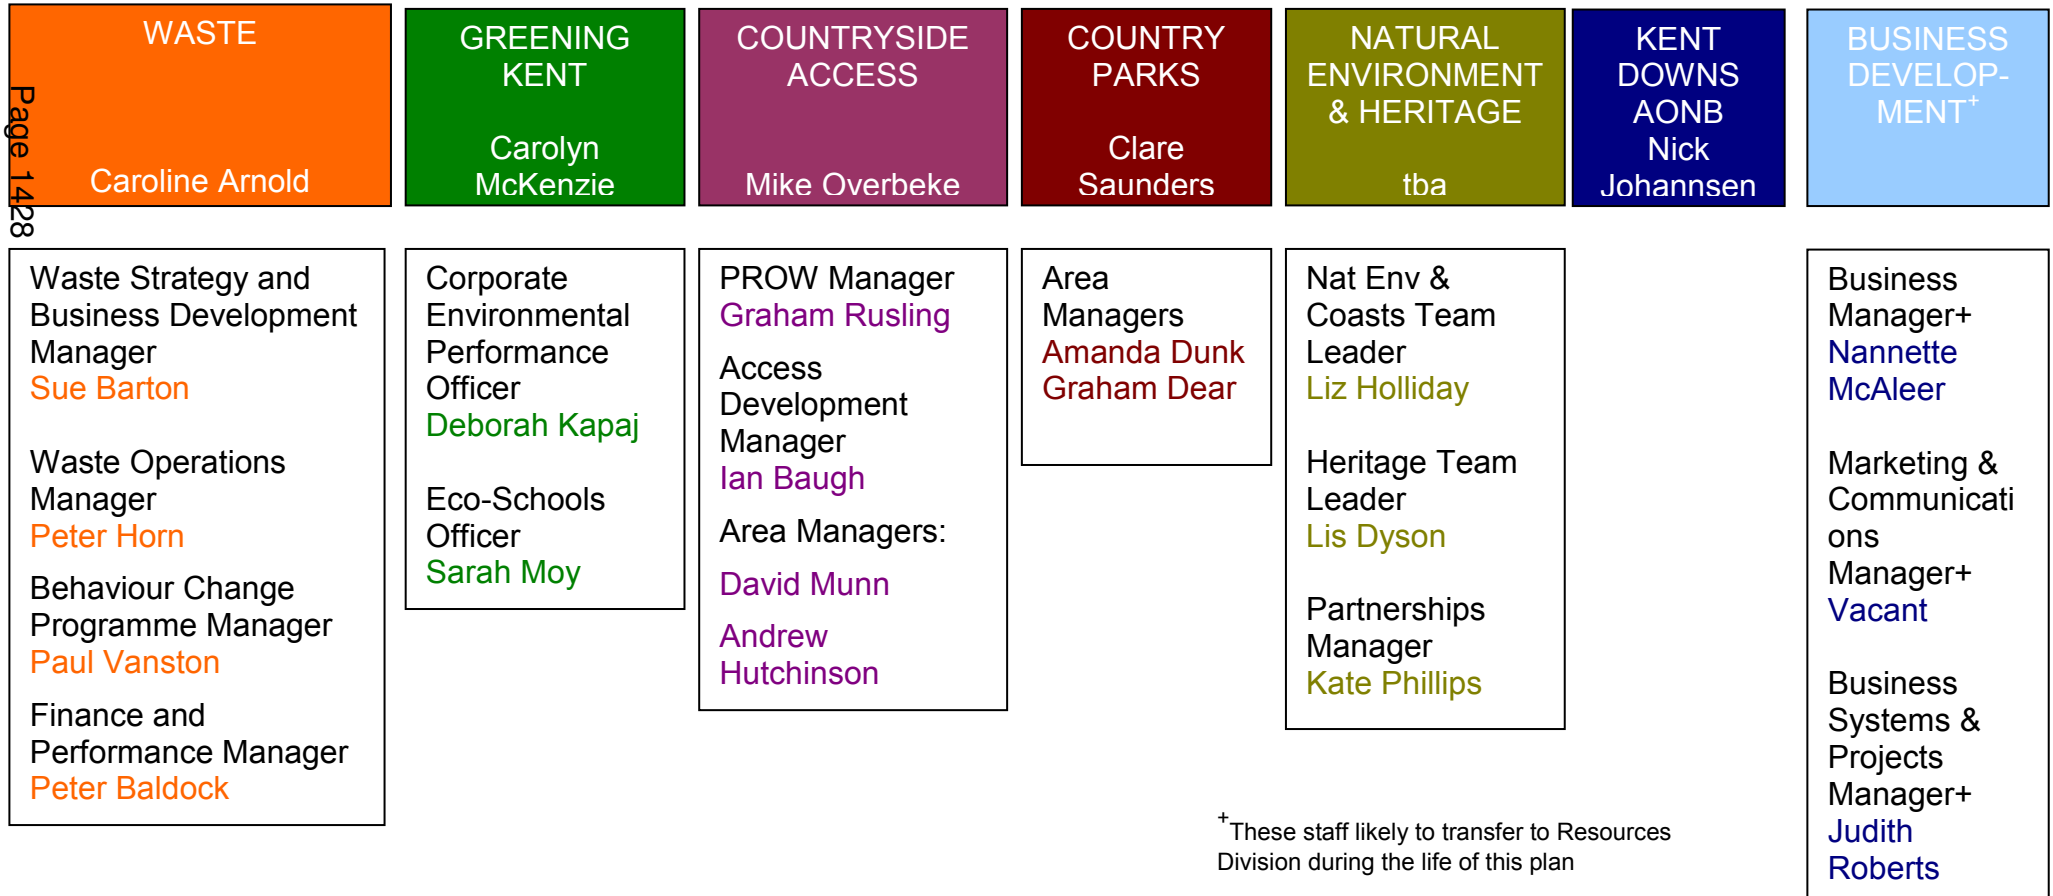 WASTE
Caroline Arnold
GREENING
KENT
Carolyn
McKenzie
COUNTRYSIDE
ACCESS
Mike Overbeke
COUNTRY
PARKS
Clare
Saunders
NATURAL
ENVIRONMENT
& HERITAGE
tba
KENT
DOWNS
AONB
Nick
Johannsen
BUSINESS
DEVELOP-
MENT+
Page 1428
Waste Strategy and
Business Development
Manager
Sue Barton
Waste Operations
Manager
Peter Horn
Behaviour Change
Programme Manager
Paul Vanston
Finance and
Performance Manager
Peter Baldock
Corporate
Environmental
Performance
Officer
Deborah Kapaj
Eco-Schools
Officer
Sarah Moy
PROW Manager
Graham Rusling
Access
Development
Manager
Ian Baugh
Area Managers:
David Munn
Andrew
Hutchinson
Area
Managers
Amanda Dunk
Graham Dear
Nat Env &
Coasts Team
Leader
Liz Holliday
Heritage Team
Leader
Lis Dyson
Partnerships
Manager
Kate Phillips
Business
Manager+
Nannette
McAleer
Marketing &
Communicati
ons
Manager+
Vacant
Business
Systems &
Projects
Manager+
Judith
Roberts
+These staff likely to transfer to Resources
Division during the life of this plan